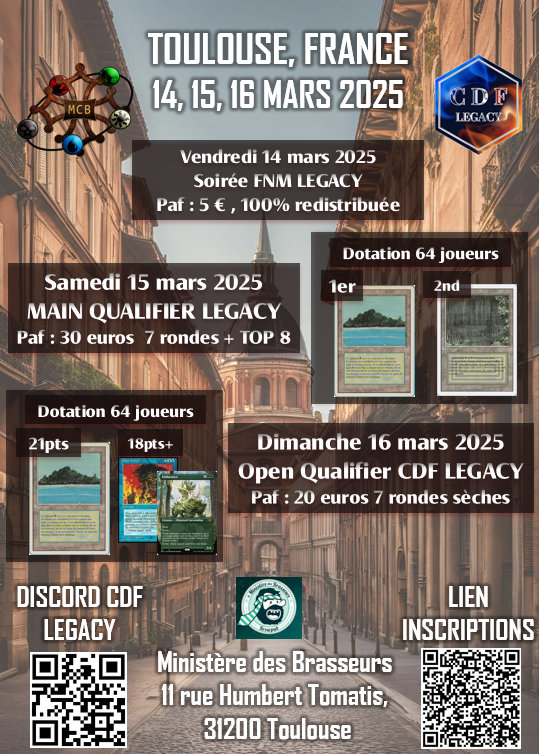 TOULOUSE, FRANCE
14, 15, 16 MARS 2025
MCB
CDF
LEGACY
Vendredi 14 mars 2025
Soirée FNM LEGACY
Paf : 5 € , 100% redistribuée
Dotation 64 joueurs
1er
2nd
Samedi 15 mars 2025
MAIN QUALIFIER LEGACY
Paf : 30 euros 7 rondes + TOP 8
Dotation 64 joueurs
21pts
18pts+
Dimanche 16 mars 2025
Open Qualifier CDF LEGACY
Paf : 20 euros 7 rondes sèches
DISCORD CDF
LEGACY
LIEN
INSCRIPTIONS
Ministère des Brasseurs
11 rue Humbert Tomatis,
31200 Toulouse